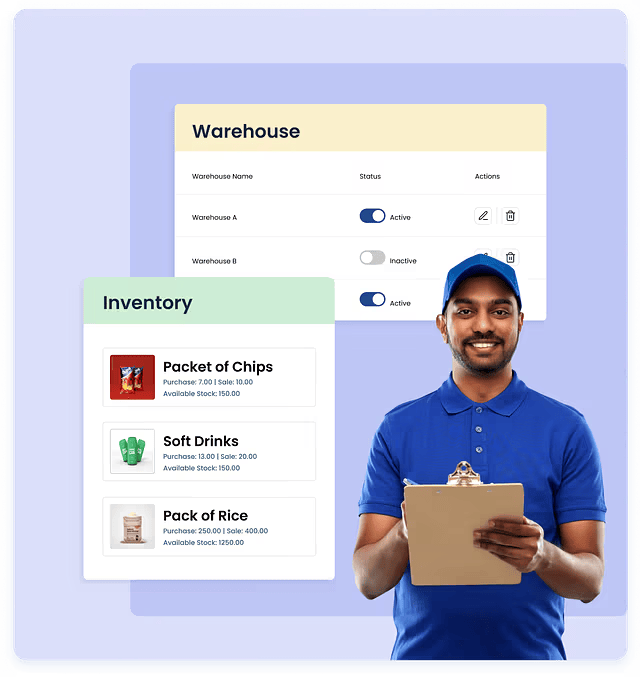 Warehouse
Warehouse Name Status Actions
Warehouse A Active
Warehouse B Inactive
Active
Inventory
Packet of Chips
Purchase: 7.00 | Sale: 10.00
Available Stock: 150.00
Soft Drinks
Purchase: 13.00 | Sale: 20.00
Available Stock: 150.00
Pack of Rice
Purchase: 250.00 | Sale: 400.00
Available Stock: 1250.00